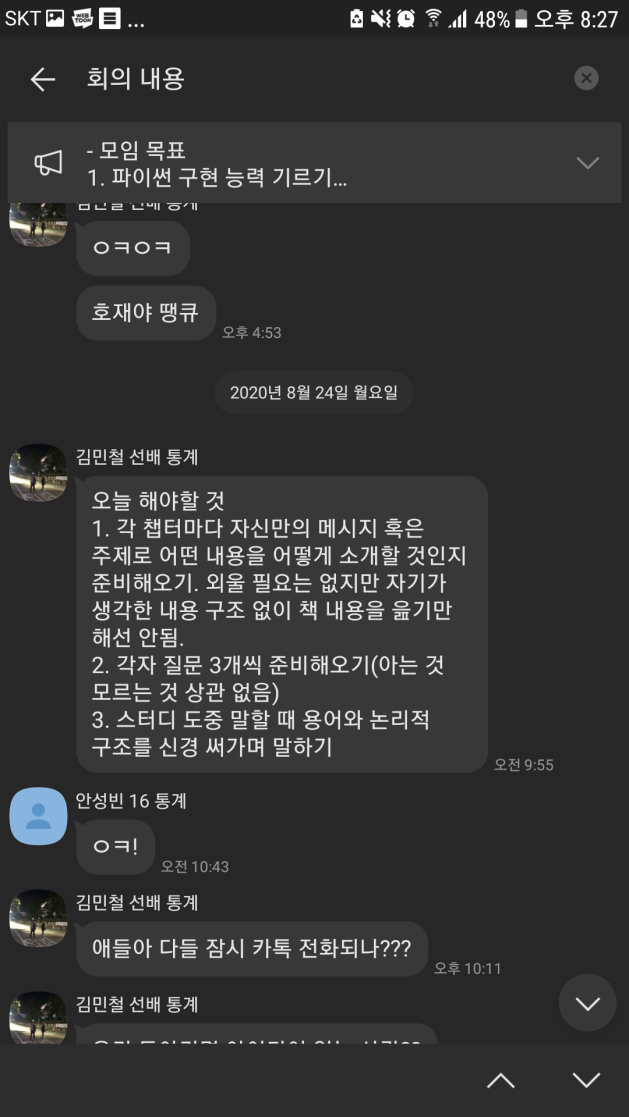 SKT WEB TOON ... 48% 오후 8:27
회의 내용
- 모임 목표
1. 파이썬 구현 능력 기르기...
김민철 선배 통계
ㅇㅋㅇㅋ
호재야 땡큐
오후 4:53
2020년 8월 24일 월요일
김민철 선배 통계
오늘 해야할 것
1. 각 챕터마다 자신만의 메시지 혹은
주제로 어떤 내용을 어떻게 소개할 것인지
준비해오기. 외울 필요는 없지만 자기가
생각한 내용 구조 없이 책 내용을 읊기만
해선 안됨.
2. 각자 질문 3개씩 준비해오기(아는 것
모르는 것 상관 없음)
3. 스터디 도중 말할 때 용어와 논리적
구조를 신경 써가며 말하기
오전 9:55
안성빈 16 통계
ㅇㅋ!
오전 10:43
김민철 선배 통계
애들아 다들 잠시 카톡 전화되나???
오후 10:11
김민철 선배 통계